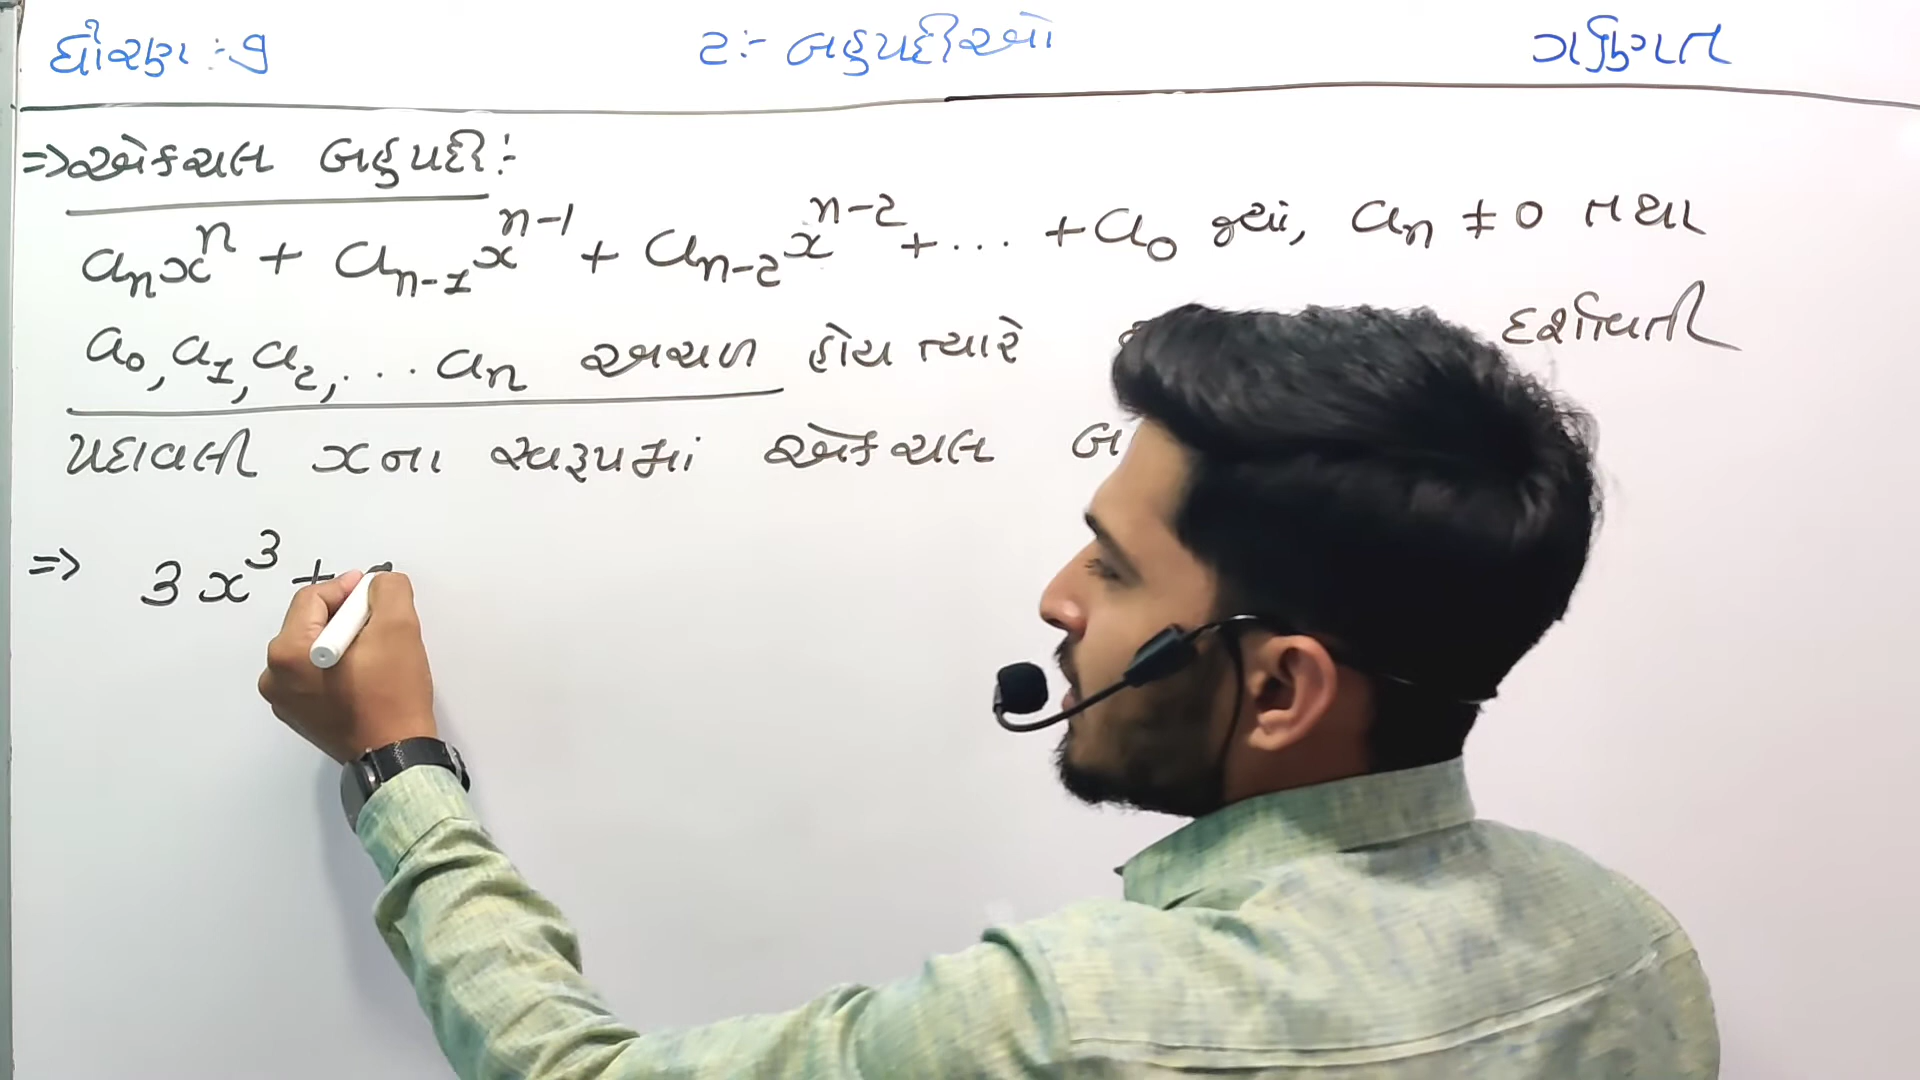 ધોરણ :- 9 2:- બહુપદીઓ ગણિત
=> એકચલ બહુપદી:-
aₙxⁿ + aₙ₋₁xⁿ⁻¹ + aₙ₋₂xⁿ⁻² + ... + a₀ જ્યાં, aₙ ≠ 0 તથા
a₀, a₁, a₂, ... aₙ અચળ હોય ત્યારે દર્શાવતી
પદાવલી xના સ્વરૂપમાં એકચલ બ
=> 3x³ +